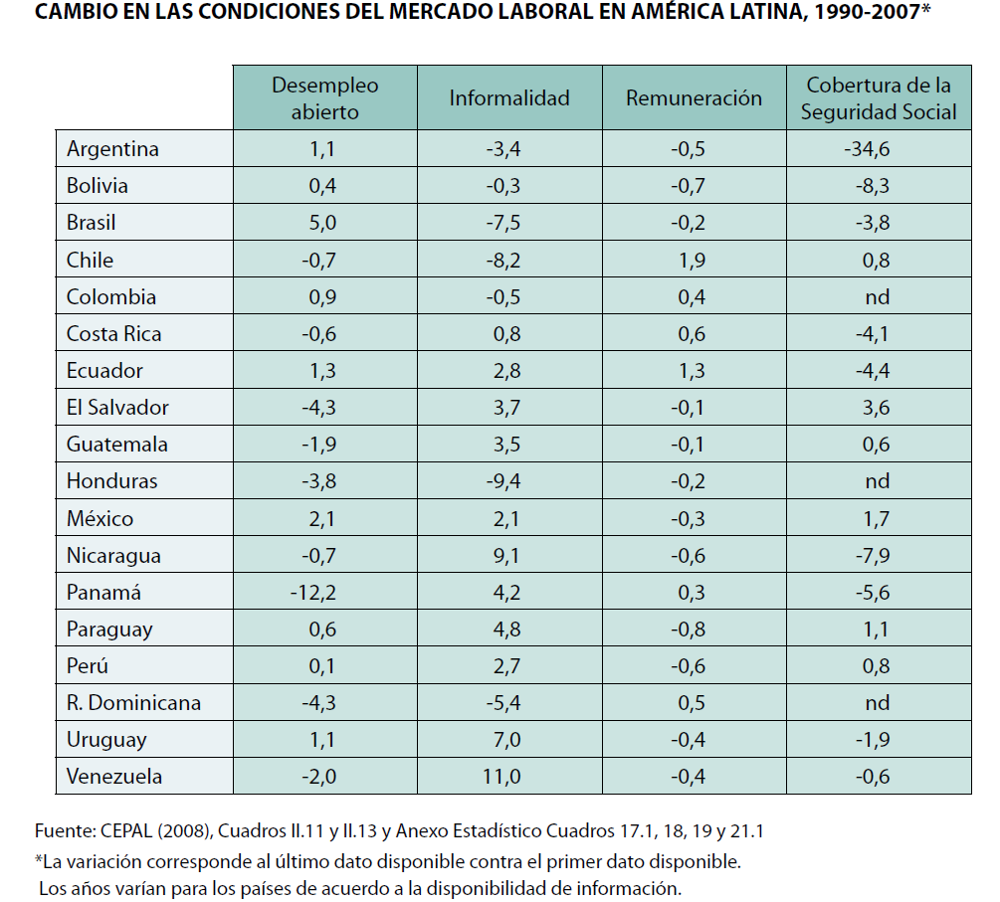 CAMBIO EN LAS CONDICIONES DEL MERCADO LABORAL EN AMÉRICA LATINA, 1990-2007*
Desempleo abierto Informalidad Remuneración Cobertura de la Seguridad Social
Argentina 1,1 -3,4 -0,5 -34,6
Bolivia 0,4 -0,3 -0,7 -8,3
Brasil 5,0 -7,5 -0,2 -3,8
Chile -0,7 -8,2 1,9 0,8
Colombia 0,9 -0,5 0,4 nd
Costa Rica -0,6 0,8 0,6 -4,1
Ecuador 1,3 2,8 1,3 -4,4
El Salvador -4,3 3,7 -0,1 3,6
Guatemala -1,9 3,5 -0,1 0,6
Honduras -3,8 -9,4 -0,2 nd
México 2,1 2,1 -0,3 1,7
Nicaragua -0,7 9,1 -0,6 -7,9
Panamá -12,2 4,2 0,3 -5,6
Paraguay 0,6 4,8 -0,8 1,1
Perú 0,1 2,7 -0,6 0,8
R. Dominicana -4,3 -5,4 0,5 nd
Uruguay 1,1 7,0 -0,4 -1,9
Venezuela -2,0 11,0 -0,4 -0,6
Fuente: CEPAL (2008), Cuadros II.11 y II.13 y Anexo Estadístico Cuadros 17.1, 18, 19 y 21.1
*La variación corresponde al último dato disponible contra el primer dato disponible.
Los años varían para los países de acuerdo a la disponibilidad de información.